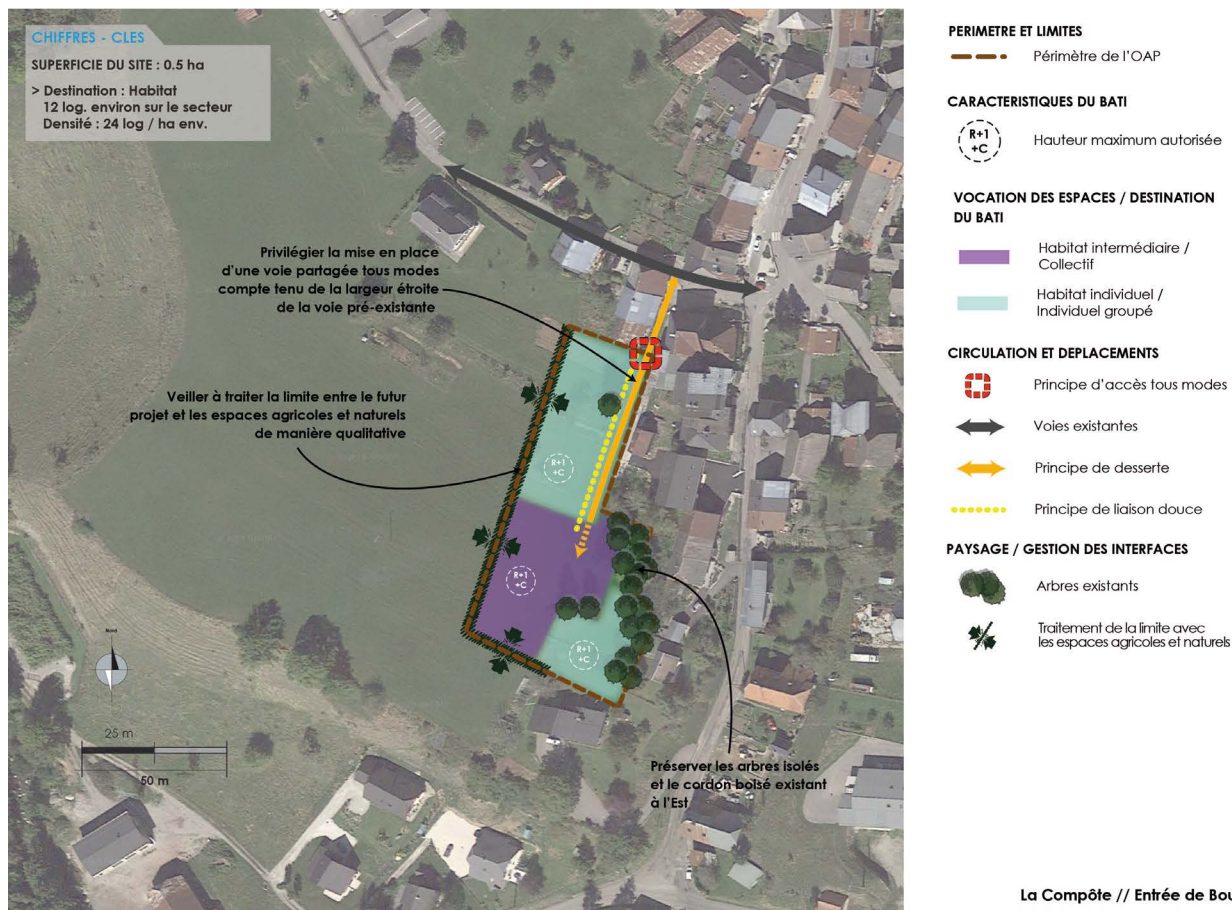 CHIFFRES - CLES
SUPERFICIE DU SITE : 0.5 ha
> Destination : Habitat
12 log. environ sur le secteur
Densité : 24 log / ha env.
Privilégier la mise en place
d'une voie partagée tous modes
compte tenu de la largeur étroite
de la voie pré-existante
Veiller à traiter la limite entre le futur
projet et les espaces agricoles et naturels
de manière qualitative
R+1
+C
R+1
+C
R+1
+C
Préserver les arbres isolés
et le cordon boisé existant
à l'Est
Nord
25 m
50 m
PERIMETRE ET LIMITES
Périmètre de l'OAP
CARACTERISTIQUES DU BATI
R+1
+C
Hauteur maximum autorisée
VOCATION DES ESPACES / DESTINATION
DU BATI
Habitat intermédiaire /
Collectif
Habitat individuel /
Individuel groupé
CIRCULATION ET DEPLACEMENTS
Principe d'accès tous modes
Voies existantes
Principe de desserte
Principe de liaison douce
PAYSAGE / GESTION DES INTERFACES
Arbres existants
Traitement de la limite avec
les espaces agricoles et naturels
La Compôte // Entrée de Bou